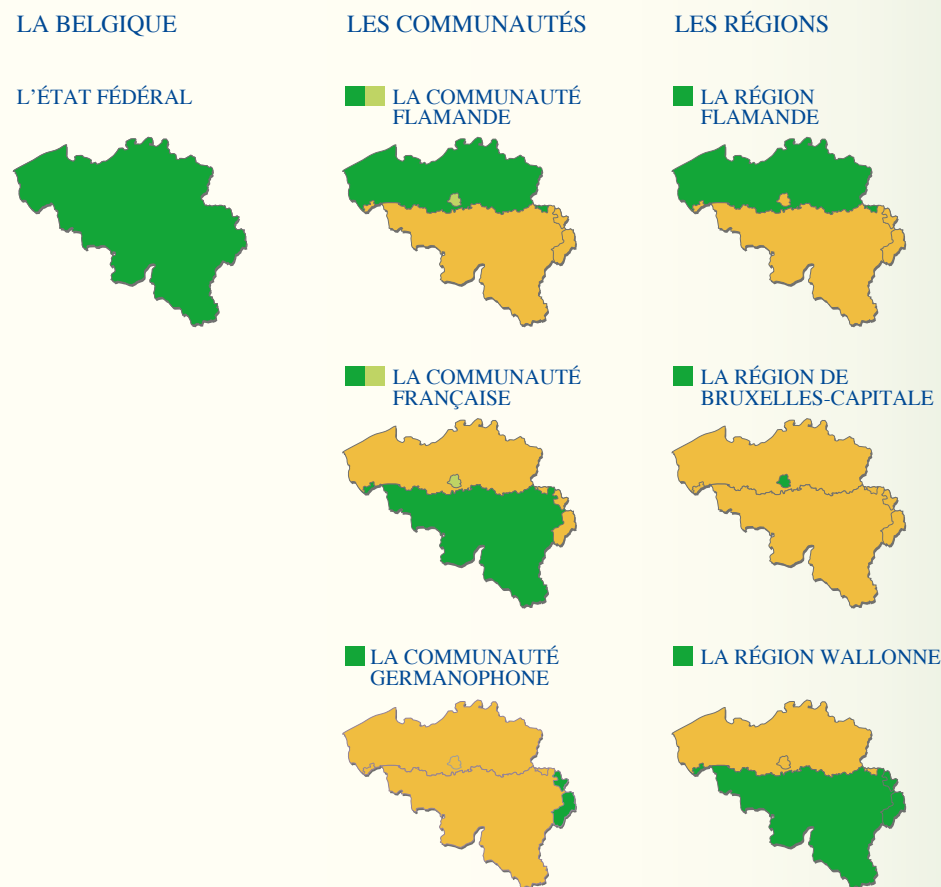 LA BELGIQUE
LES COMMUNAUTÉS
LES RÉGIONS
L'ÉTAT FÉDÉRAL
LA COMMUNAUTÉ
FLAMANDE
LA RÉGION
FLAMANDE
LA COMMUNAUTÉ
FRANÇAISE
LA RÉGION DE
BRUXELLES-CAPITALE
LA COMMUNAUTÉ
GERMANOPHONE
LA RÉGION WALLONNE